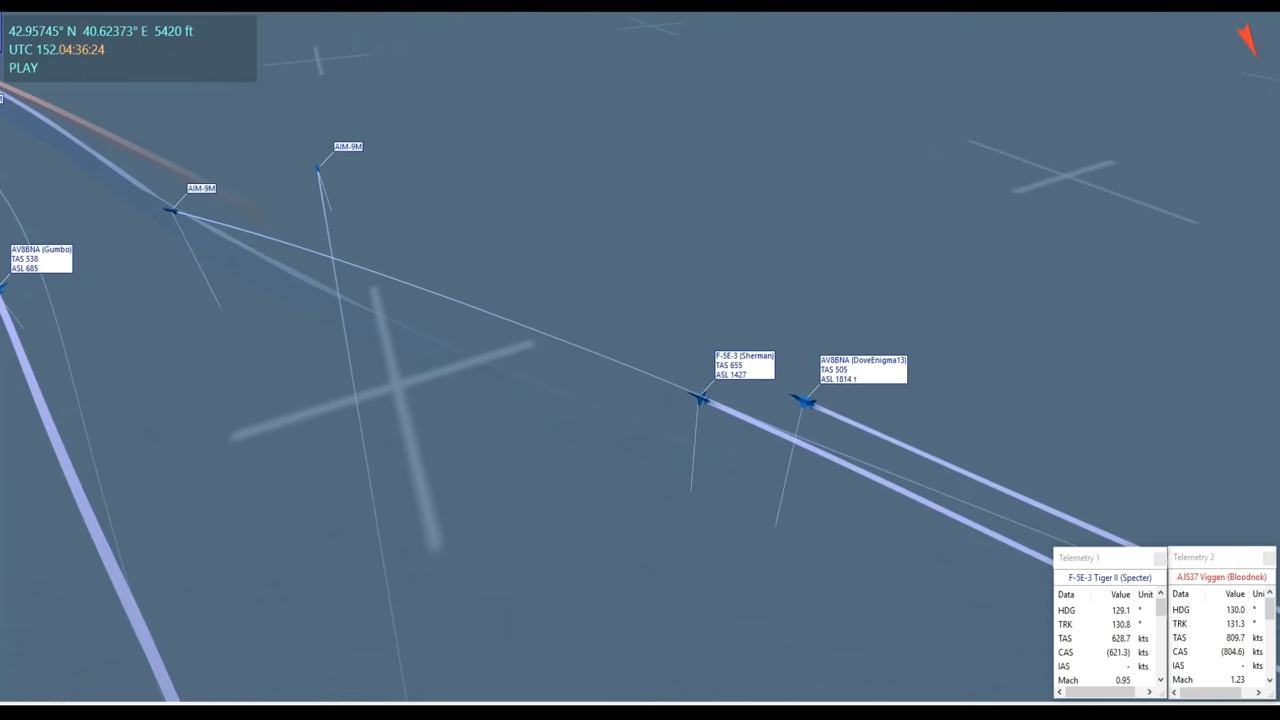 42.95745° N  40.62373° E  5420 ft
UTC 152.04:36:24
PLAY
AIM-9M
AIM-9M
AV8BNA (Gumbo)
TAS 538
ASL 685
F-5E-3 (Sherman)
TAS 655
ASL 1427
AV8BNA (DoveEnigma13)
TAS 505
ASL 1814 ↑
Telemetry 1
F-5E-3 Tiger II (Specter)
Data Value Unit
HDG 129.1 °
TRK 130.8 °
TAS 628.7 kts
CAS (621.3) kts
IAS - kts
Mach 0.95
Telemetry 2
AJS37 Viggen (Bloodnok)
Data Value Uni
HDG 130.0 °
TRK 131.3 °
TAS 809.7 kts
CAS (804.6) kts
IAS - kts
Mach 1.23